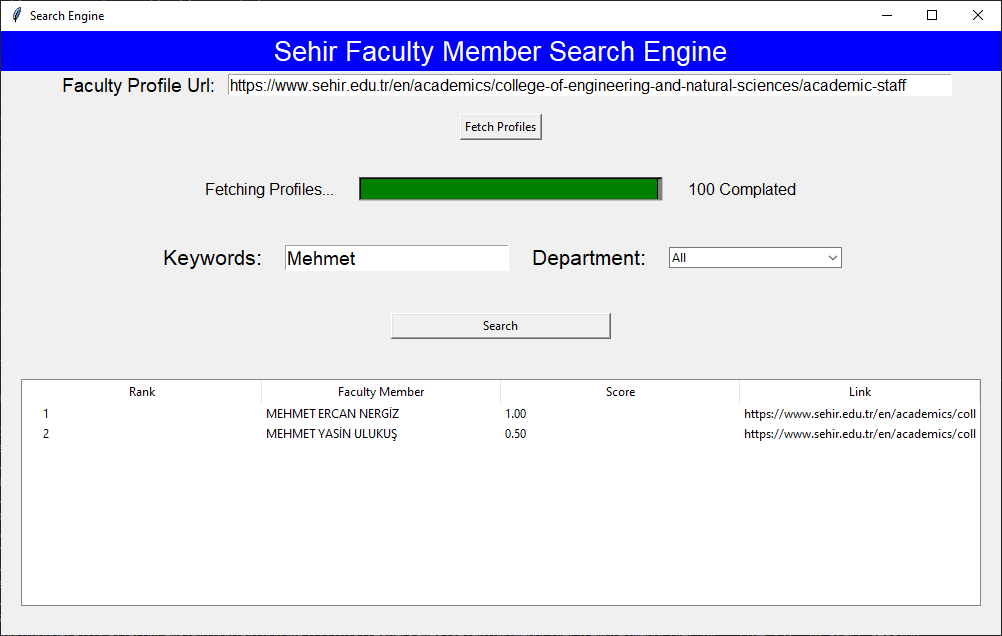 Search Engine
Sehir Faculty Member Search Engine
Faculty Profile Url: https://www.sehir.edu.tr/en/academics/college-of-engineering-and-natural-sciences/academic-staff
Fetch Profiles
Fetching Profiles... 100 Complated
Keywords: Mehmet Department: All
Search
Rank Faculty Member Score Link
1 MEHMET ERCAN NERGİZ 1.00 https://www.sehir.edu.tr/en/academics/coll
2 MEHMET YASİN ULUKUŞ 0.50 https://www.sehir.edu.tr/en/academics/coll